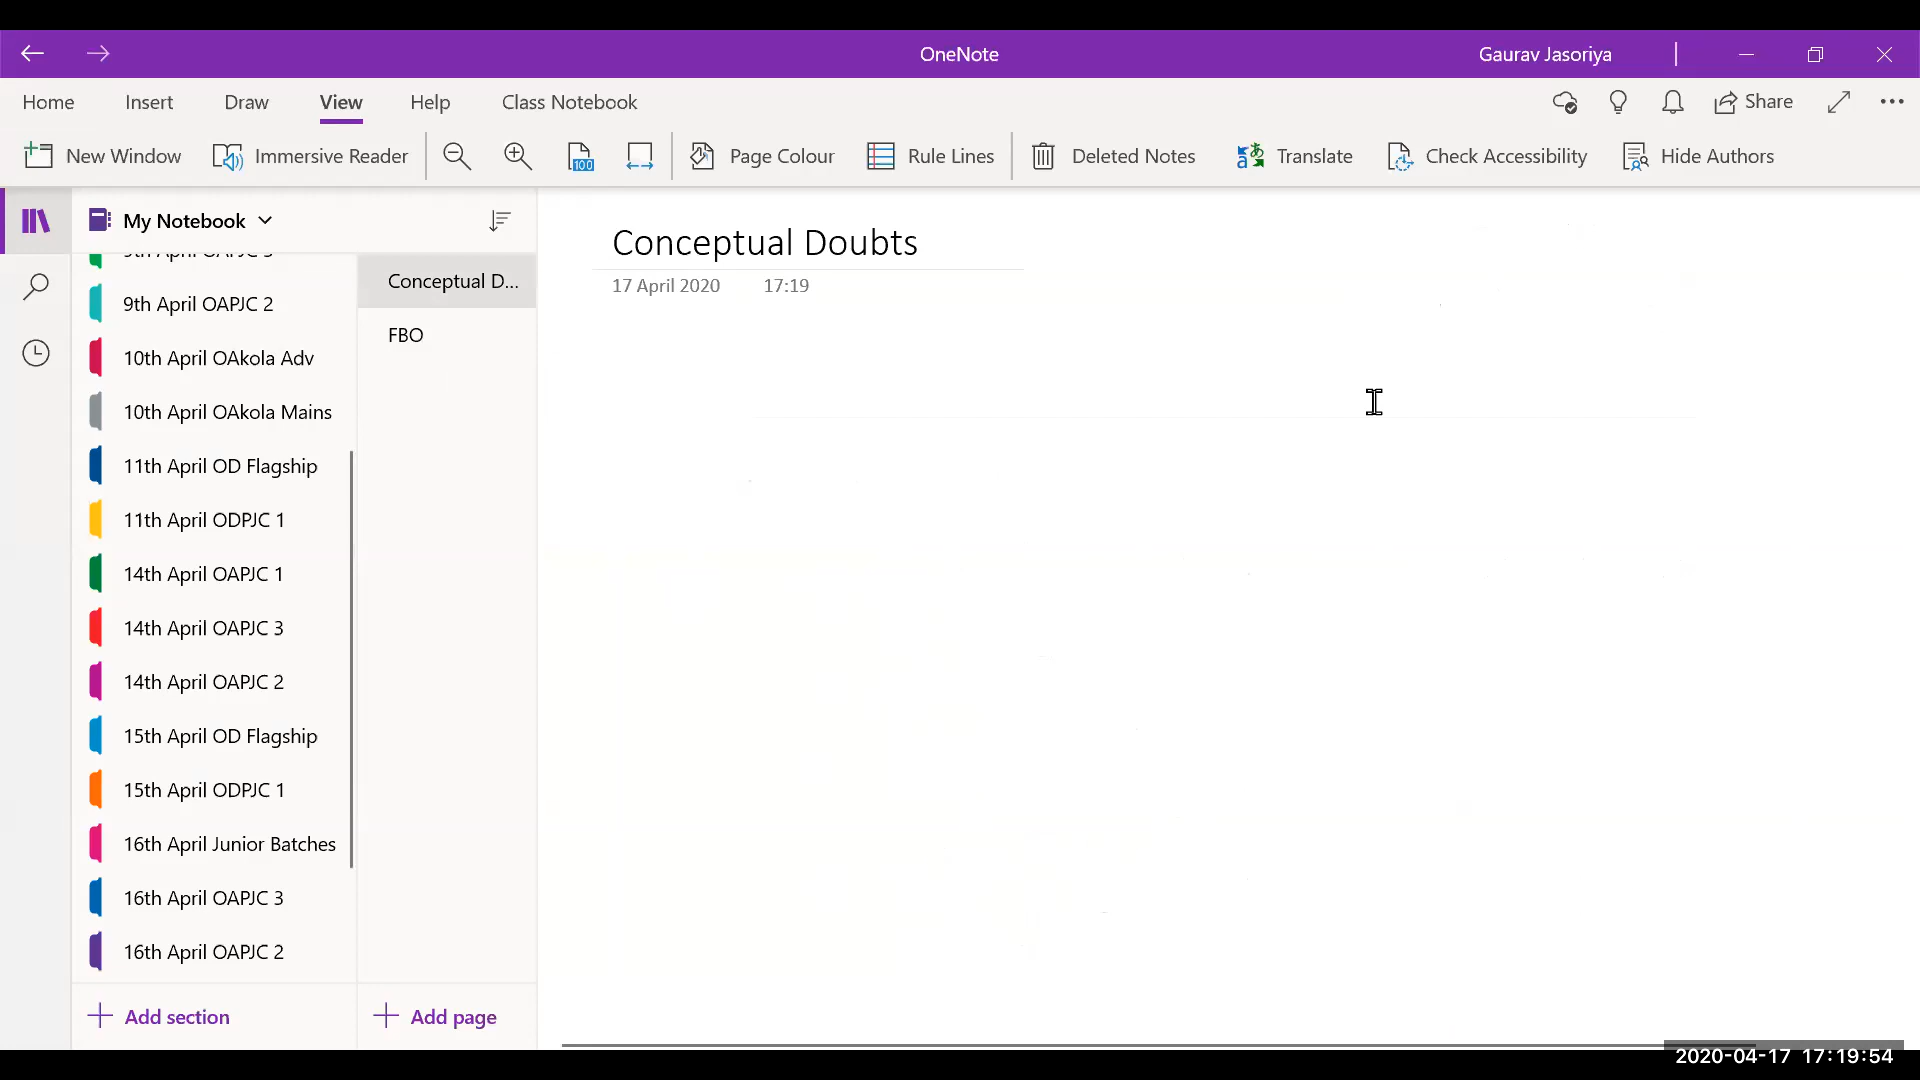 OneNote
Gaurav Jasoriya
Home Insert Draw View Help Class Notebook
Share
New Window Immersive Reader 100 Page Colour Rule Lines Deleted Notes Translate Check Accessibility Hide Authors
My Notebook
9th April OAPJC 2
10th April OAkola Adv
10th April OAkola Mains
11th April OD Flagship
11th April ODPJC 1
14th April OAPJC 1
14th April OAPJC 3
14th April OAPJC 2
15th April OD Flagship
15th April ODPJC 1
16th April Junior Batches
16th April OAPJC 3
16th April OAPJC 2
Add section
Conceptual D...
FBO
Add page
Conceptual Doubts
17 April 2020 17:19
2020-04-17 17:19:54